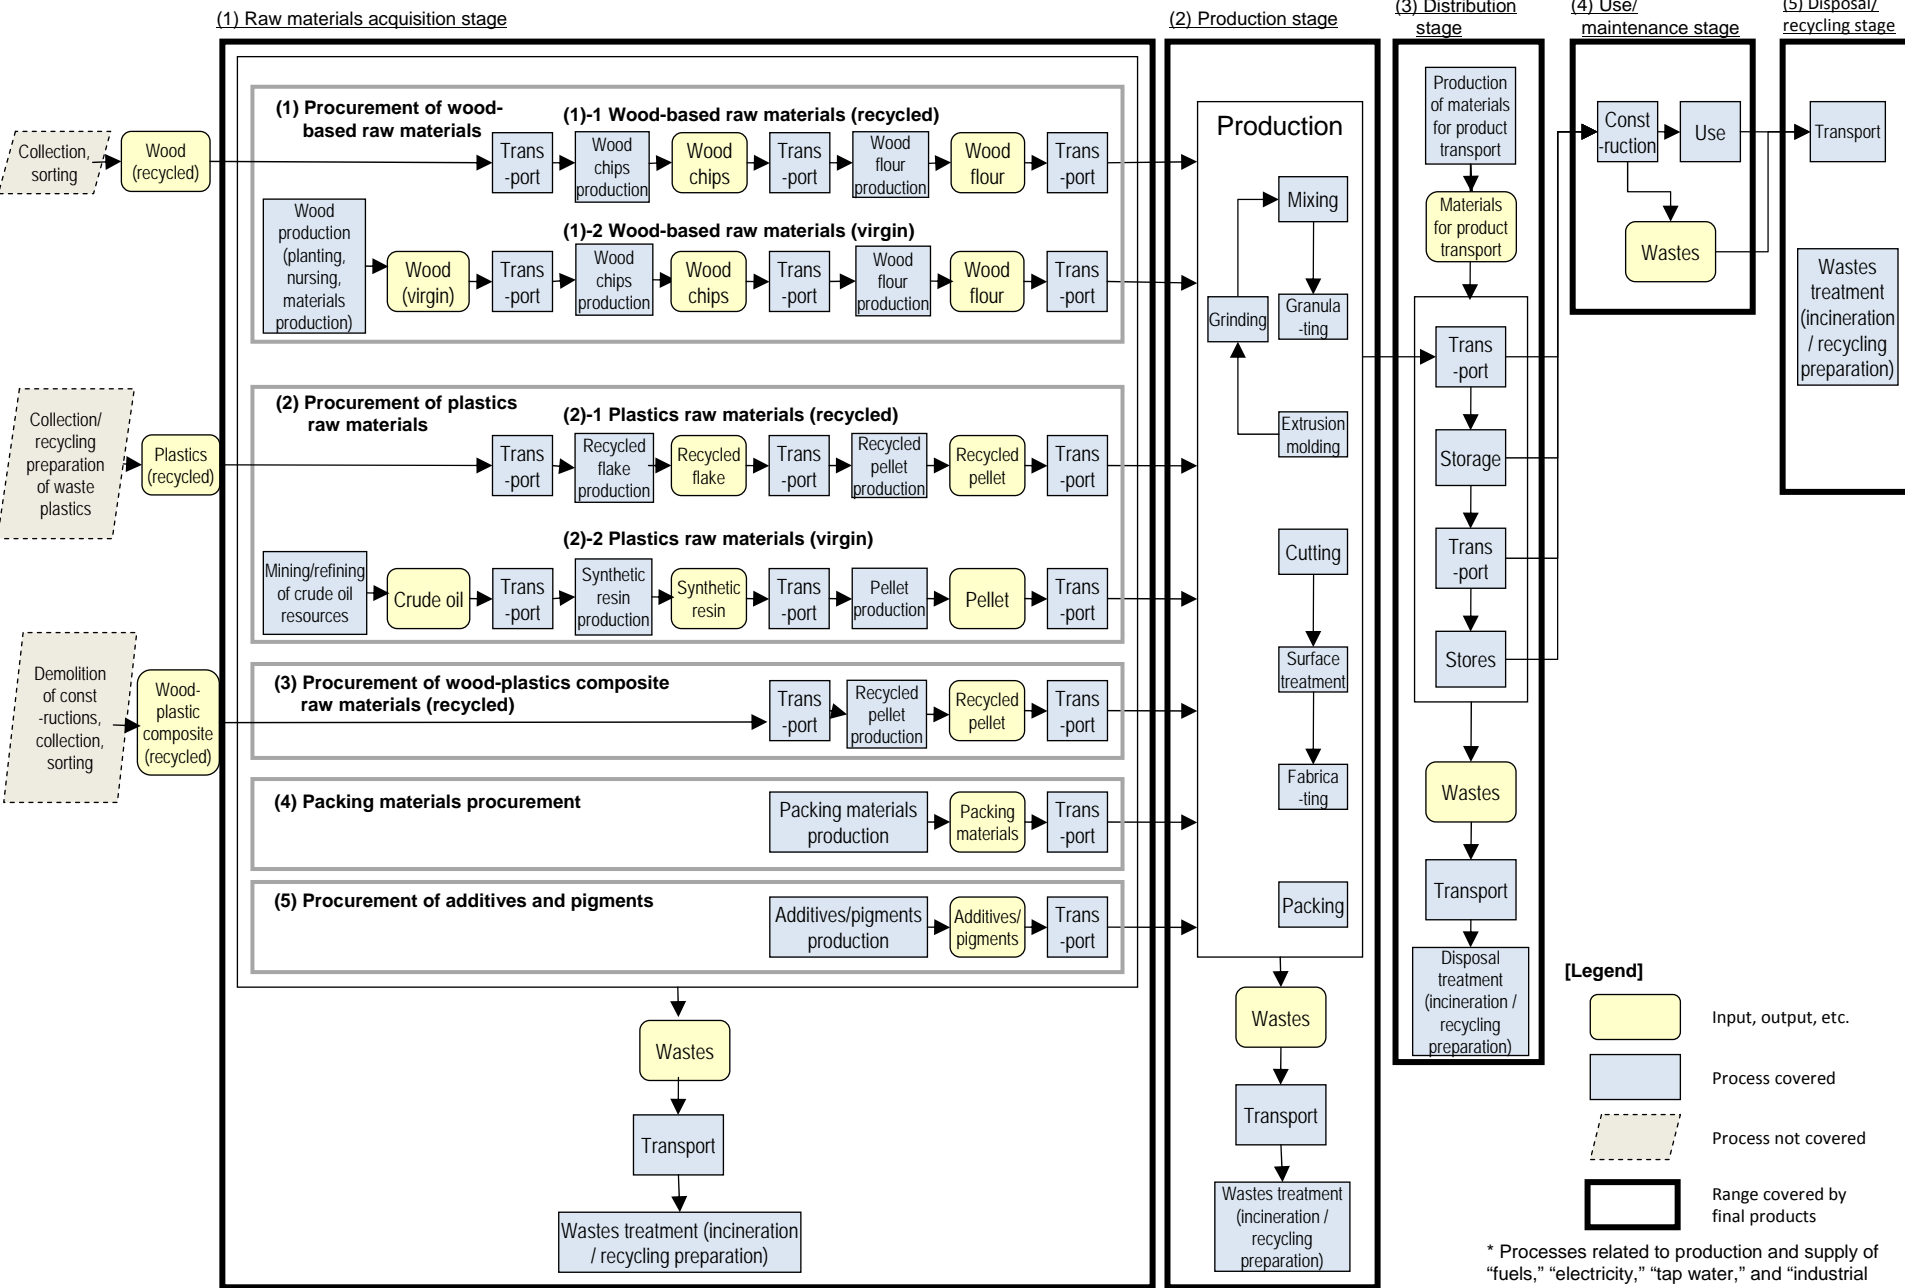 (1) Raw materials acquisition stage
(2) Production stage
(3) Distribution
stage
(4) Use/
maintenance stage
(5) Disposal/
recycling stage
(1) Procurement of wood-
based raw materials
(1)-1 Wood-based raw materials (recycled)
Collection,
sorting
Wood
(recycled)
Trans
-port
Wood
chips
production
Wood
chips
Trans
-port
Wood
flour
production
Wood
flour
Trans
-port
(1)-2 Wood-based raw materials (virgin)
Wood
production
(planting,
nursing,
materials
production)
Wood
(virgin)
Trans
-port
Wood
chips
production
Wood
chips
Trans
-port
Wood
flour
production
Wood
flour
Trans
-port
(2) Procurement of plastics
raw materials
(2)-1 Plastics raw materials (recycled)
Collection/
recycling
preparation
of waste
plastics
Plastics
(recycled)
Trans
-port
Recycled
flake
production
Recycled
flake
Trans
-port
Recycled
pellet
production
Recycled
pellet
Trans
-port
(2)-2 Plastics raw materials (virgin)
Mining/refining
of crude oil
resources
Crude oil
Trans
-port
Synthetic
resin
production
Synthetic
resin
Trans
-port
Pellet
production
Pellet
Trans
-port
Demolition
of const
-ructions,
collection,
sorting
Wood-
plastic
composite
(recycled)
(3) Procurement of wood-plastics composite
raw materials (recycled)
Trans
-port
Recycled
pellet
production
Recycled
pellet
Trans
-port
(4) Packing materials procurement
Packing materials
production
Packing
materials
Trans
-port
(5) Procurement of additives and pigments
Additives/pigments
production
Additives/
pigments
Trans
-port
Wastes
Transport
Wastes treatment (incineration
/ recycling preparation)
Production
Mixing
Grinding
Granula
-ting
Extrusion
molding
Cutting
Surface
treatment
Fabrica
-ting
Packing
Wastes
Transport
Wastes treatment
(incineration /
recycling
preparation)
Production
of materials
for product
transport
Materials
for product
transport
Trans
-port
Storage
Trans
-port
Stores
Wastes
Transport
Disposal
treatment
(incineration /
recycling
preparation)
Const
-ruction
Use
Wastes
Transport
Wastes
treatment
(incineration
/ recycling
preparation)
[Legend]
Input, output, etc.
Process covered
Process not covered
Range covered by
final products
* Processes related to production and supply of
“fuels,” “electricity,” “tap water,” and “industrial